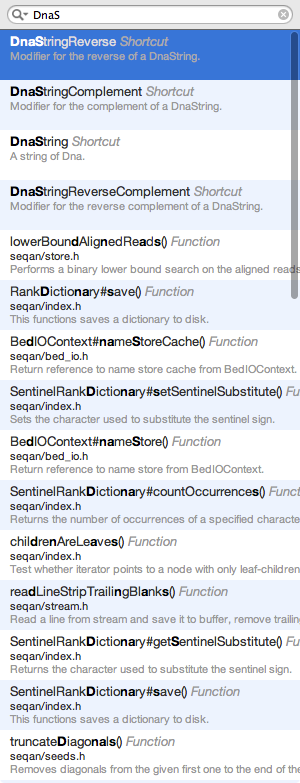 DnaS
DnaStringReverse Shortcut
Modifier for the reverse of a DnaString.
DnaStringComplement Shortcut
Modifier for the complement of a DnaString.
DnaString Shortcut
A string of Dna.
DnaStringReverseComplement Shortcut
Modifier for the reverse complement of a DnaString.
lowerBoundAlignedReads() Function
seqan/store.h
Performs a binary lower bound search on the aligned reads
RankDictionary#save() Function
seqan/index.h
This functions saves a dictionary to disk.
BedIOContext#nameStoreCache() Function
seqan/bed_io.h
Return reference to name store cache from BedIOContext.
SentinelRankDictionary#setSentinelSubstitute() Function
seqan/index.h
Sets the character used to substitute the sentinel sign.
BedIOContext#nameStore() Function
seqan/bed_io.h
Return reference to name store from BedIOContext.
SentinelRankDictionary#countOccurrences() Function
seqan/index.h
Returns the number of occurrences of a specified characte
childrenAreLeaves() Function
seqan/index.h
Test whether iterator points to a node with only leaf-children
readLineStripTrailingBlanks() Function
seqan/stream.h
Read a line from stream and save it to buffer, remove trailin
SentinelRankDictionary#getSentinelSubstitute() Function
seqan/index.h
Returns the character used to substitute the sentinel sign.
SentinelRankDictionary#save() Function
seqan/index.h
This functions saves a dictionary to disk.
truncateDiagonals() Function
seqan/seeds.h
Removes diagonals from the given first one to the end of the